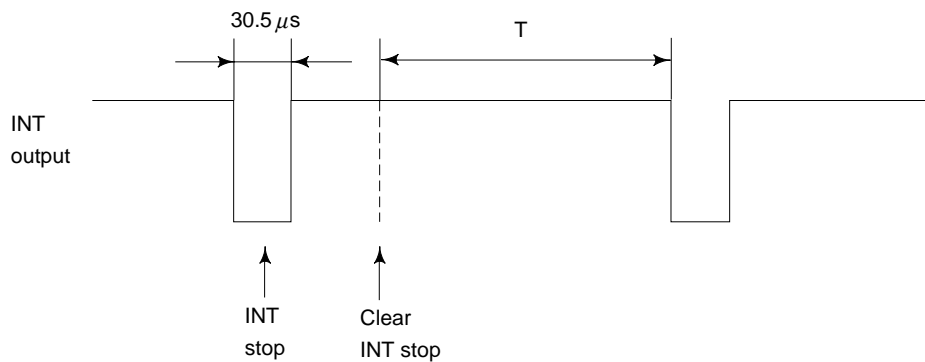 30.5 μs
T
INT
output
INT
stop
Clear
INT stop